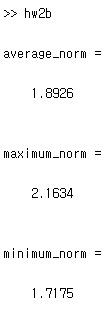 >> hw2b
average_norm =
1.8926
maximum_norm =
2.1634
minimum_norm =
1.7175